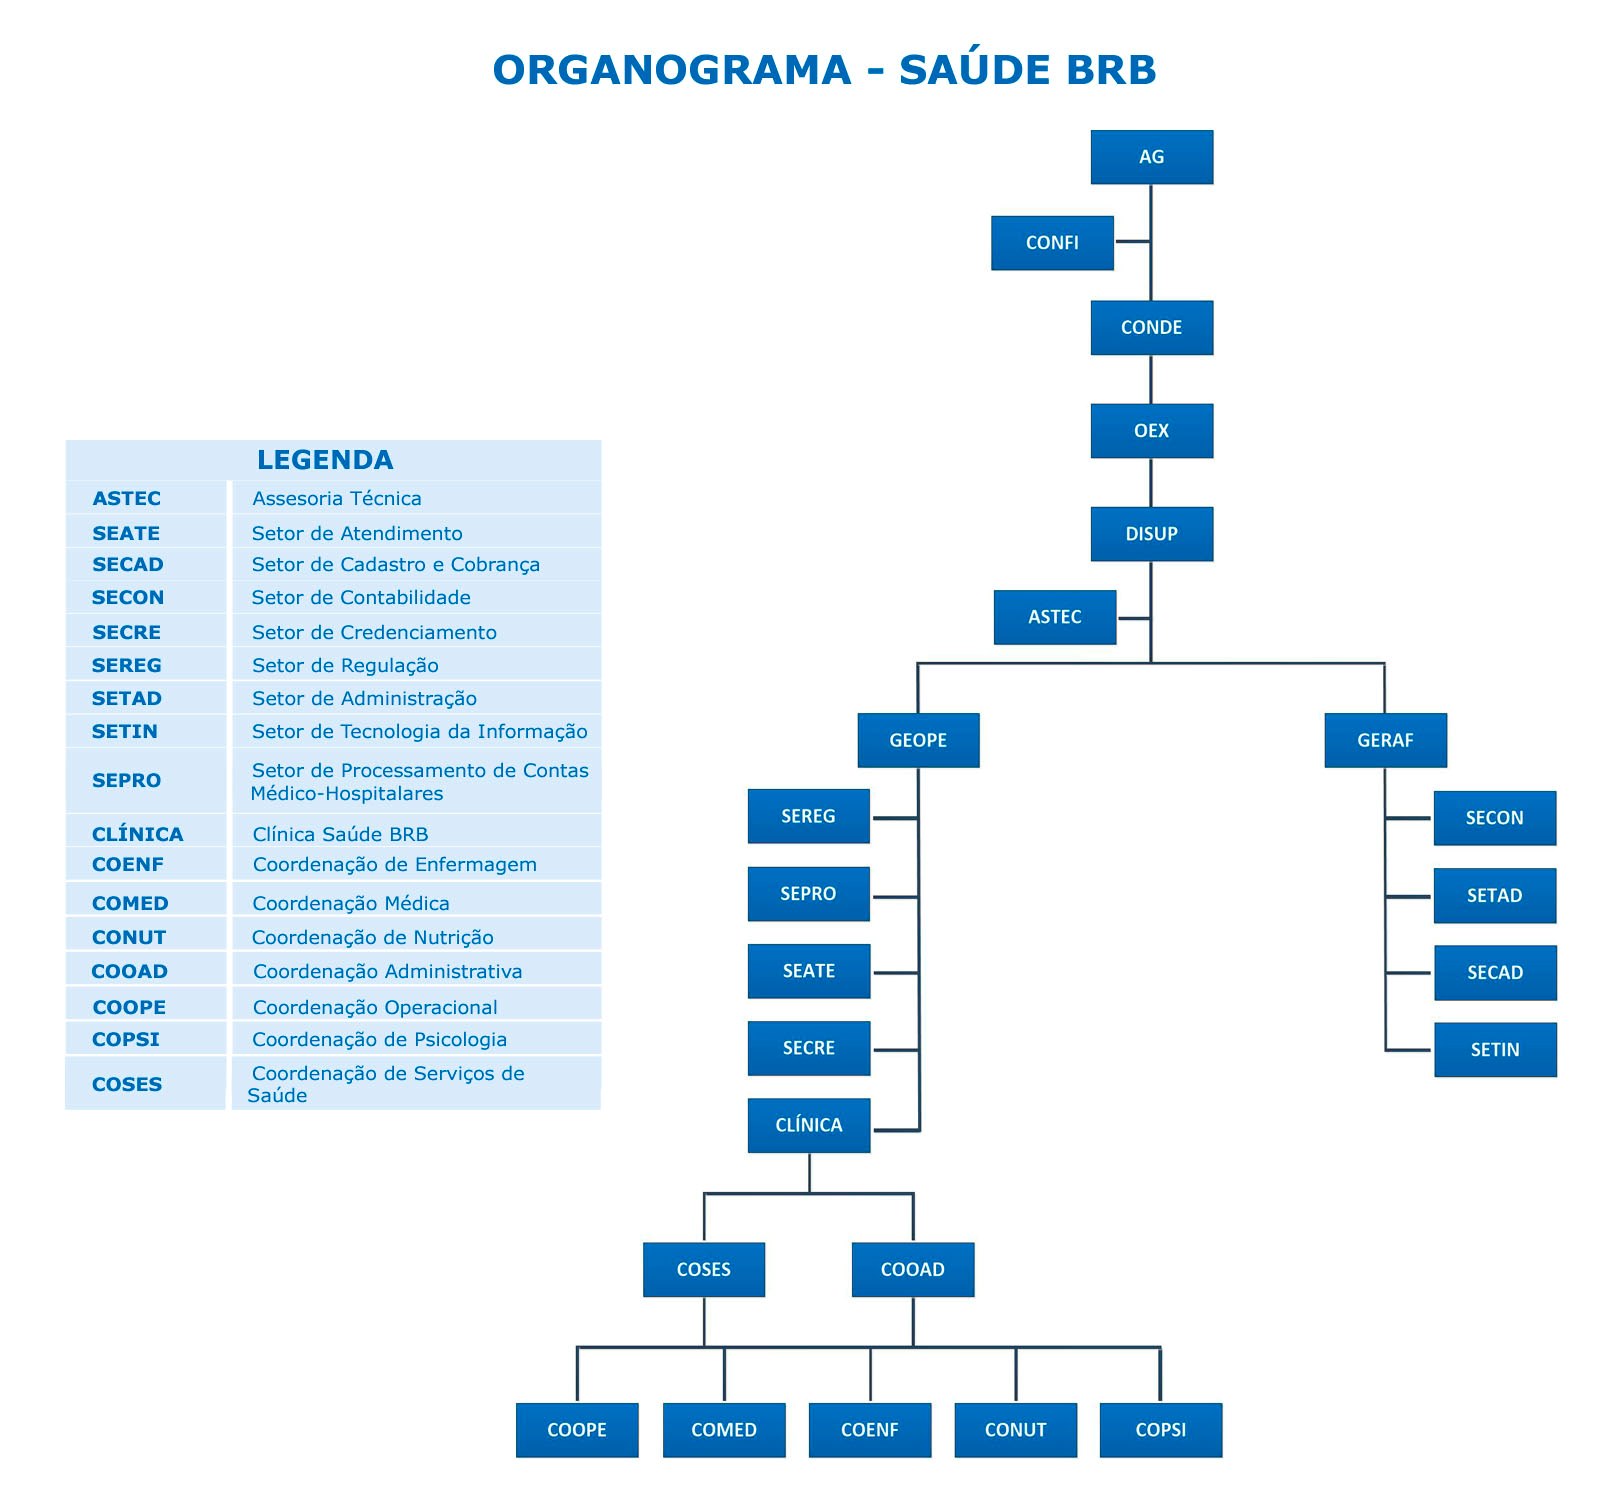 ORGANOGRAMA - SAÚDE BRB
AG
CONFI
CONDE
OEX
DISUP
ASTEC
GEOPE
GERAF
SEREG
SECON
SEPRO
SETAD
SEATE
SECAD
SECRE
SETIN
CLÍNICA
COSES
COOAD
COOPE
COMED
COENF
CONUT
COPSI
LEGENDA
ASTEC Assesoria Técnica
SEATE Setor de Atendimento
SECAD Setor de Cadastro e Cobrança
SECON Setor de Contabilidade
SECRE Setor de Credenciamento
SEREG Setor de Regulação
SETAD Setor de Administração
SETIN Setor de Tecnologia da Informação
SEPRO Setor de Processamento de Contas
Médico-Hospitalares
CLÍNICA Clínica Saúde BRB
COENF Coordenação de Enfermagem
COMED Coordenação Médica
CONUT Coordenação de Nutrição
COOAD Coordenação Administrativa
COOPE Coordenação Operacional
COPSI Coordenação de Psicologia
COSES Coordenação de Serviços de
Saúde